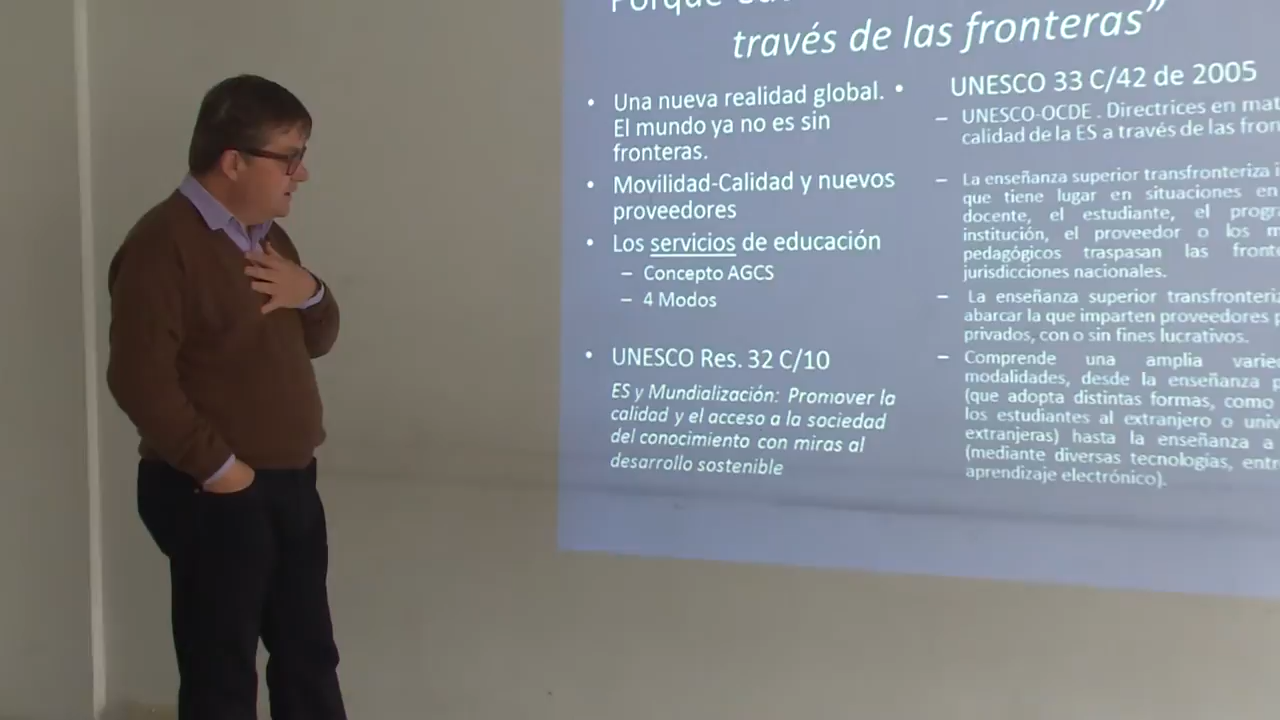 Porque
través de las fronteras”
• Una nueva realidad global.
El mundo ya no es sin
fronteras.
• Movilidad-Calidad y nuevos
proveedores
• Los servicios de educación
– Concepto AGCS
– 4 Modos
• UNESCO Res. 32 C/10
ES y Mundialización: Promover la
calidad y el acceso a la sociedad
del conocimiento con miras al
desarrollo sostenible
• UNESCO 33 C/42 de 2005
– UNESCO-OCDE . Directrices en
calidad de la ES a través de las
– La enseñanza superior transfronteriza
que tiene lugar en situaciones en
docente, el estudiante, el
institución, el proveedor o los
pedagógicos traspasan las
jurisdicciones nacionales.
– La enseñanza superior
abarcar la que imparten proveedores
privados, con o sin fines lucrativos.
– Comprende una amplia
modalidades, desde la enseñanza
(que adopta distintas formas, como
los estudiantes al extranjero o
extranjeras) hasta la enseñanza a
(mediante diversas tecnologías,
aprendizaje electrónico).